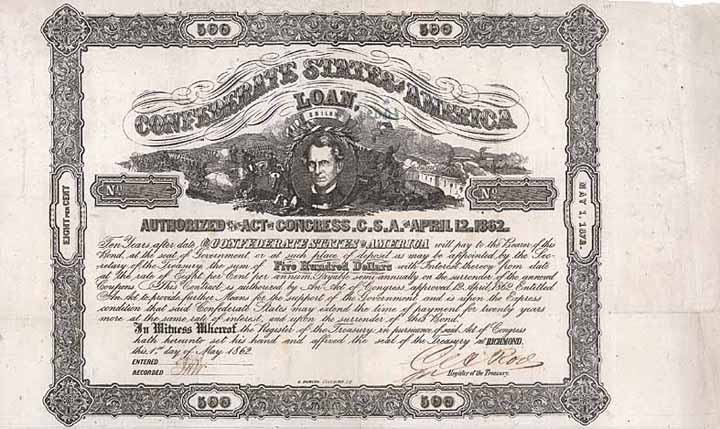 500 500
CONFEDERATE STATES OF AMERICA
LOAN.
No No
EIGHT PER CENT
MAY 1, 1872.
AUTHORIZED BY THE ACT OF CONGRESS, C.S.A. OF APRIL 12, 1862.
Ten Years after date, the CONFEDERATE STATES OF AMERICA will pay to the Bearer of this
Bond, at the seat of Government or at such place of deposit as may be appointed by the Sec-
retary of the Treasury, the sum of Five Hundred Dollars with Interest thereon from date
at the rate of Eight per Cent per annum, payable semi-annually on the surrender of the annexed
Coupons. This Contract is authorized by An Act of Congress approved 12. April 1862 Entitled
An Act to provide further Means for the support of the Government and is upon the Express
condition that said Confederate States may extend the time of payment for twenty years
more at the same rate of interest, and upon the surrender of this Bond.
In Witness Whereof the Register of the Treasury, in pursuance of said Act of Congress
hath hereunto set his hand and affixed the seal of the Treasury at RICHMOND,
this 1st day of May 1862.
ENTERED
RECORDED
Register of the Treasury.
500 500